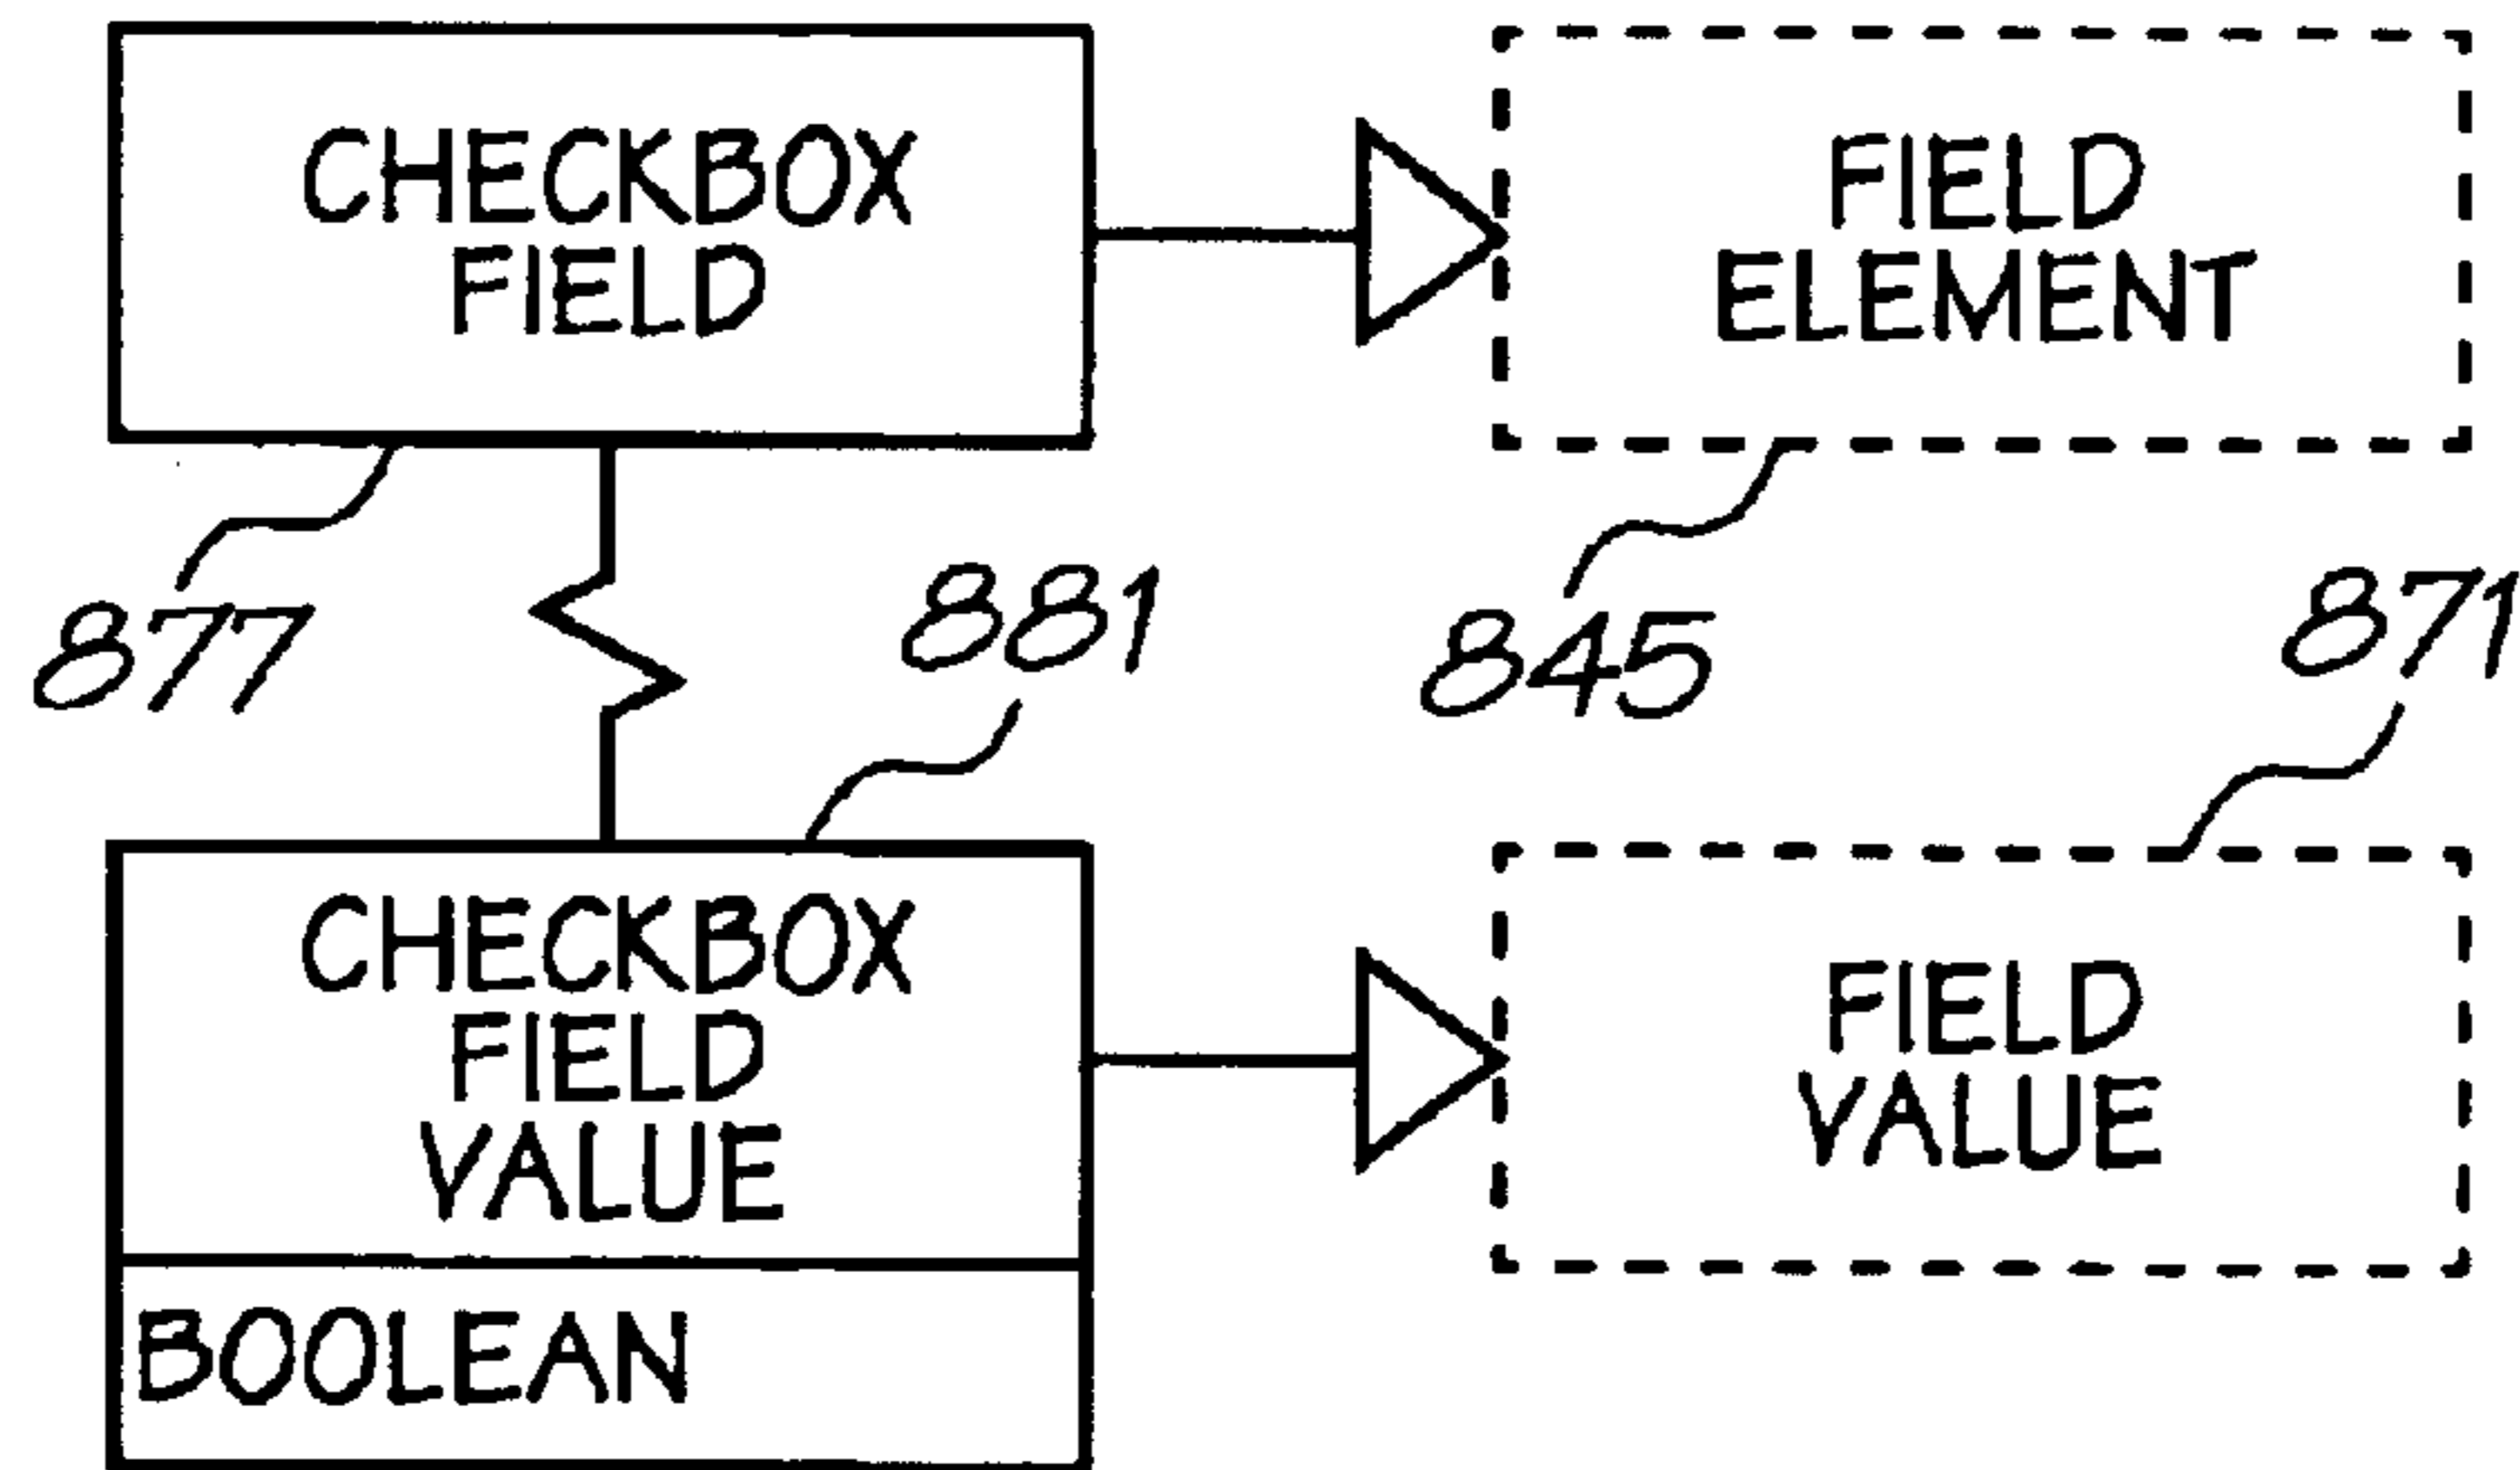 CHECKBOX
FIELD
FIELD
ELEMENT
877
881
845
871
CHECKBOX
FIELD
VALUE
BOOLEAN
FIELD
VALUE